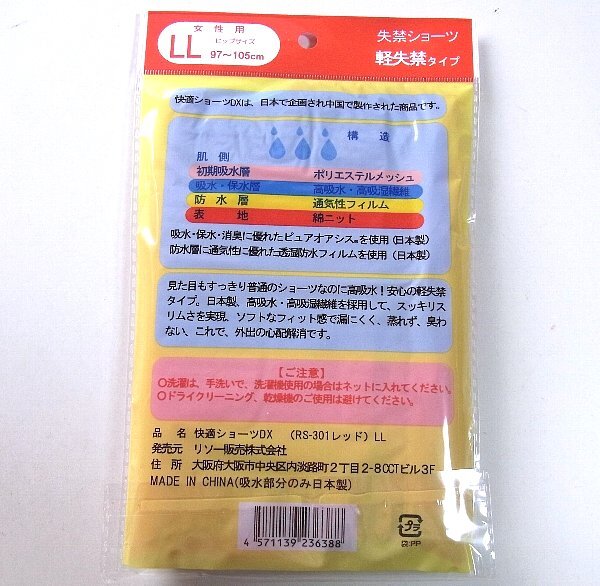 女性用
LL ヒップサイズ
97〜105cm
失禁ショーツ
軽失禁タイプ
快適ショーツDXは、日本で企画され中国で製作された商品です。
構造
肌側
初期吸水層 ポリエステルメッシュ
吸水・保水層 高吸水・高吸湿繊維
防水層 通気性フィルム
表地 綿ニット
吸水・保水・消臭に優れたピュアオアシス®を使用（日本製）
防水層に通気性に優れた透湿防水フィルムを使用（日本製）
見た目もすっきり普通のショーツなのに高吸水！安心の軽失禁
タイプ。日本製、高吸水・高吸湿繊維を採用して、スッキリス
リムさを実現、ソフトなフィット感で漏にくく、蒸れず、臭わ
ない、これで、外出の心配解消です。
【ご注意】
○洗濯は、手洗いで、洗濯機使用の場合はネットに入れてください。
○ドライクリーニング、乾燥機のご使用は避けてください。
品名 快適ショーツDX （RS-301レッド）LL
発売元 リソー販売株式会社
住所 大阪府大阪市中央区内淡路町2丁目2-8CCTビル3F
MADE IN CHINA(吸水部分のみ日本製)
4 571139 236388
プラ
袋:PP